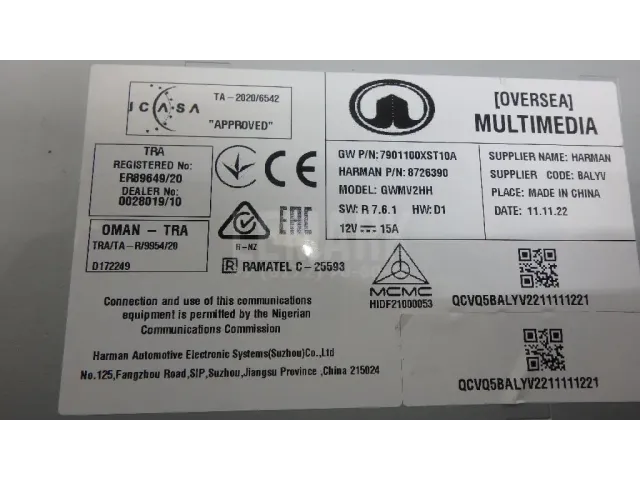 ICASA
TA - 2020/6542
"APPROVED"
TRA
REGISTERED No:
ER89649/20
DEALER No:
0028019/10
OMAN - TRA
TRA/TA-R/9954/20
D172249
CE
EAC
R-NZ
R RAMATEL C - 25593
Connection and use of this communications
equipment is permitted by the Nigerian
Communications Commission
Harman Automotive Electronic Systems(Suzhou)Co.,Ltd
No.125,Fangzhou Road,SIP,Suzhou,Jiangsu Province ,China 215024
[OVERSEA]
MULTIMEDIA
GW P/N: 7901100XST10A
HARMAN P/N: 8726390
MODEL: GWMV2HH
SW: R 7.6.1 HW: D1
12V 15A
SUPPLIER NAME: HARMAN
SUPPLIER CODE: BALYV
PLACE: MADE IN CHINA
DATE: 11.11.22
MCMC
HIDF21000053
QCVQ5BALYV2211111221
QCVQ5BALYV2211111221